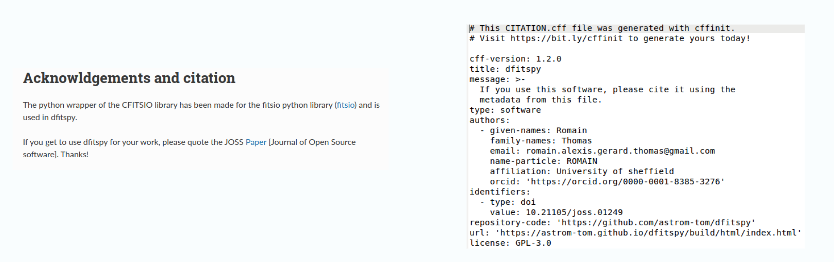 Acknowldgements and citation
The python wrapper of the CFITSIO library has been made for the fitsio python library (fitsio) and is
used in dfitspy.
If you get to use dfitspy for your work, please quote the JOSS Paper [Journal of Open Source
software]. Thanks!
# This CITATION.cff file was generated with cffinit.
# Visit https://bit.ly/cffinit to generate yours today!
cff-version: 1.2.0
title: dfitspy
message: >-
  If you use this software, please cite it using the
  metadata from this file.
type: software
authors:
  - given-names: Romain
    family-names: Thomas
    email: romain.alexis.gerard.thomas@gmail.com
    name-particle: ROMAIN
    affiliation: University of sheffield
    orcid: 'https://orcid.org/0000-0001-8385-3276'
identifiers:
  - type: doi
    value: 10.21105/joss.01249
repository-code: 'https://github.com/astrom-tom/dfitspy'
url: 'https://astrom-tom.github.io/dfitspy/build/html/index.html'
license: GPL-3.0